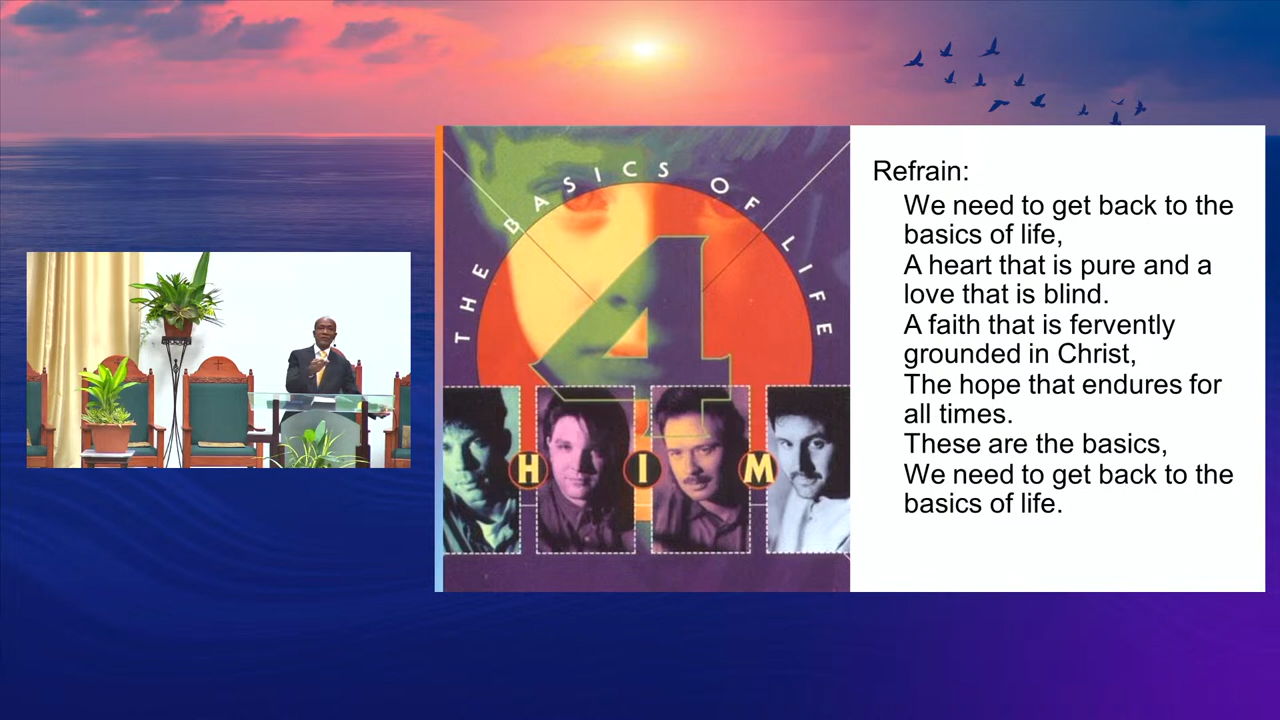 THE BASICS OF LIFE
4
H I M
Refrain:
We need to get back to the
basics of life,
A heart that is pure and a
love that is blind.
A faith that is fervently
grounded in Christ,
The hope that endures for
all times.
These are the basics,
We need to get back to the
basics of life.